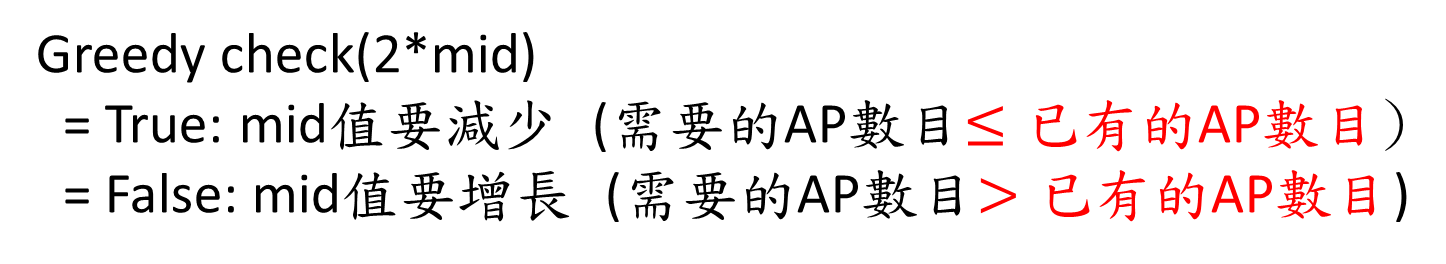 Greedy check(2*mid)
= True: mid值要減少 (需要的AP數目≤ 已有的AP數目）
= False: mid值要增長 (需要的AP數目> 已有的AP數目)